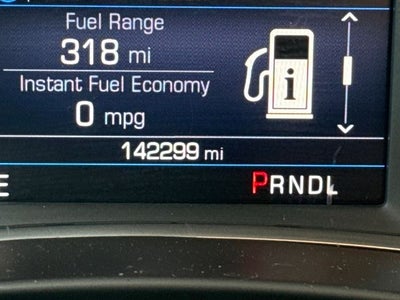 Fuel Range
318 mi
Instant Fuel Economy
0 mpg
i
142299 mi
E
PRNDL